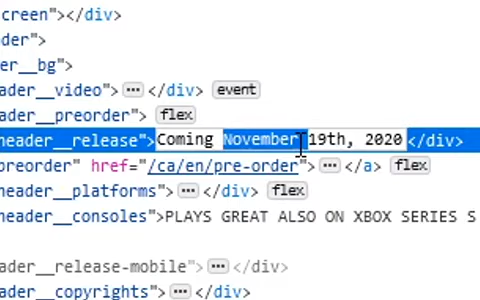 creen"></div>
oder">
er__bg">
ader__video">⋯</div> event
ader__preorder"> flex
header__release">Coming November 19th, 2020</div>
preorder" href="/ca/en/pre-order">⋯</a> flex
header__platforms">⋯</div> flex
header__consoles">PLAYS GREAT ALSO ON XBOX SERIES S
ader__release-mobile">⋯</div>
ader__copyrights">⋯</div>